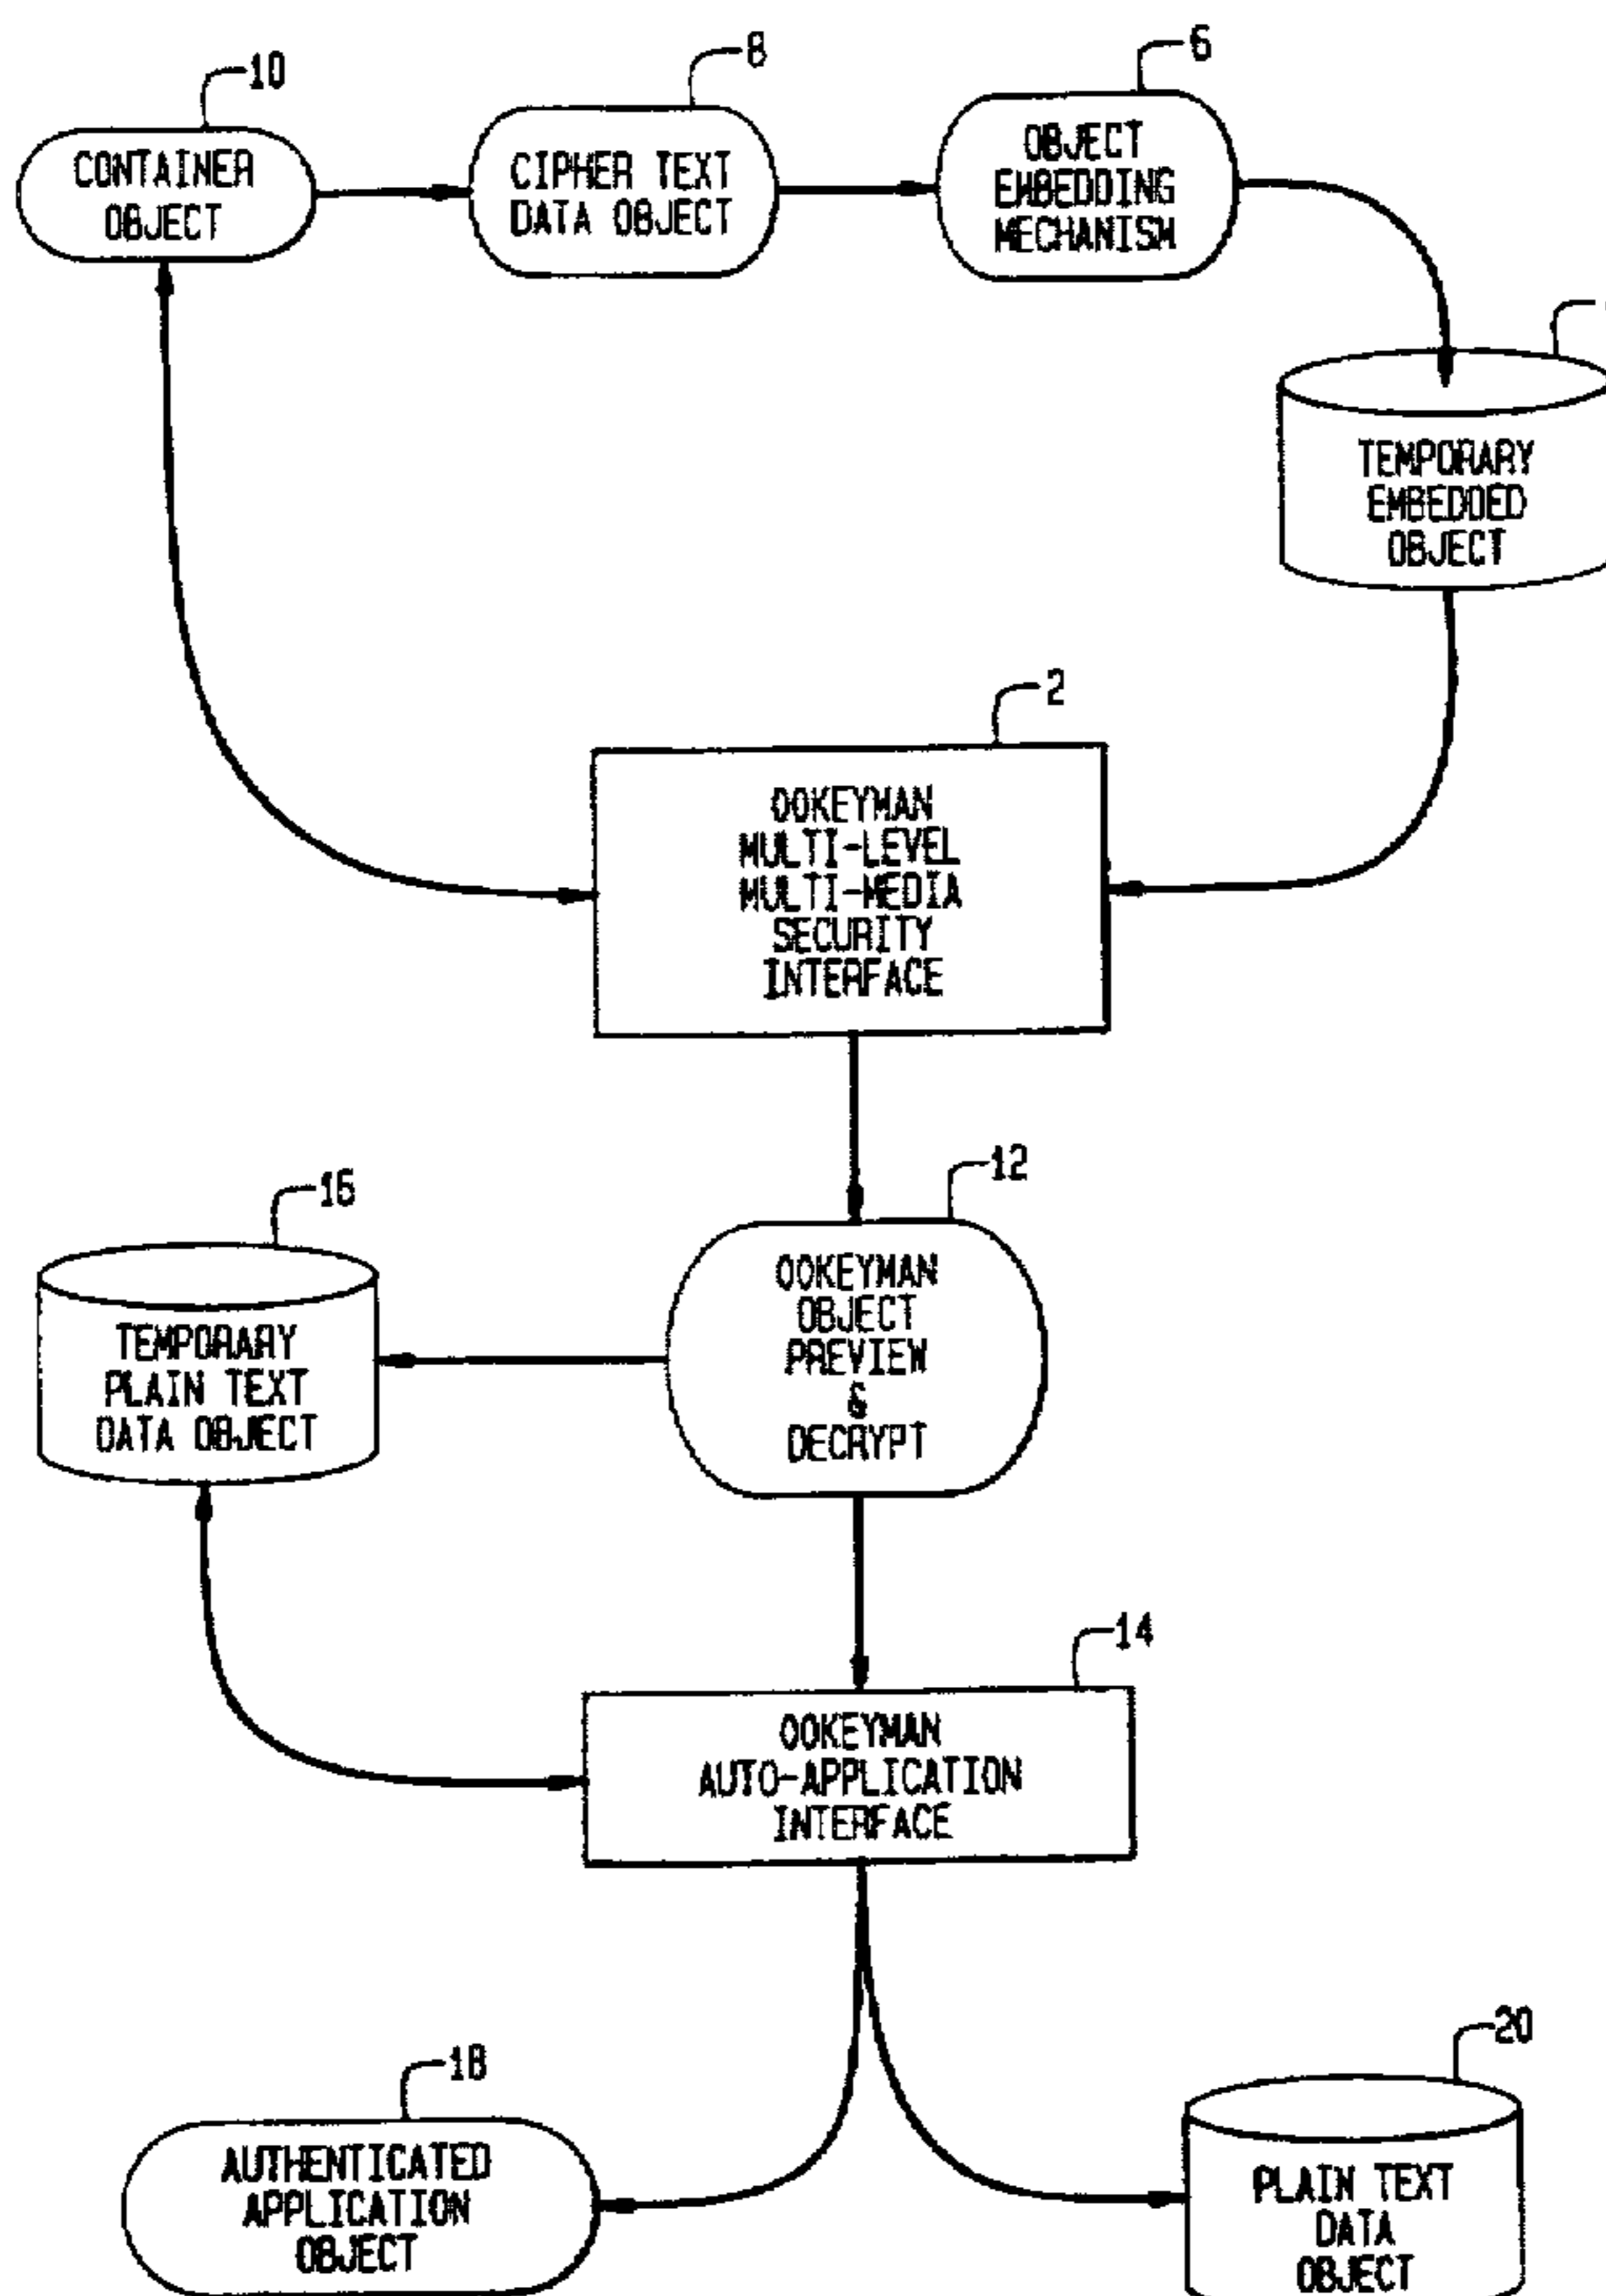 10
8
6
CONTAINER
OBJECT
CIPHER TEXT
DATA OBJECT
OBJECT
EMBEDDING
MECHANISM
TEMPORARY
EMBEDDED
OBJECT
2
OOKEYMAN
MULTI-LEVEL
MULTI-MEDIA
SECURITY
INTERFACE
12
16
OOKEYMAN
OBJECT
PREVIEW
&
DECRYPT
TEMPORARY
PLAIN TEXT
DATA OBJECT
14
OOKEYMAN
AUTO-APPLICATION
INTERFACE
18
20
AUTHENTICATED
APPLICATION
OBJECT
PLAIN TEXT
DATA
OBJECT